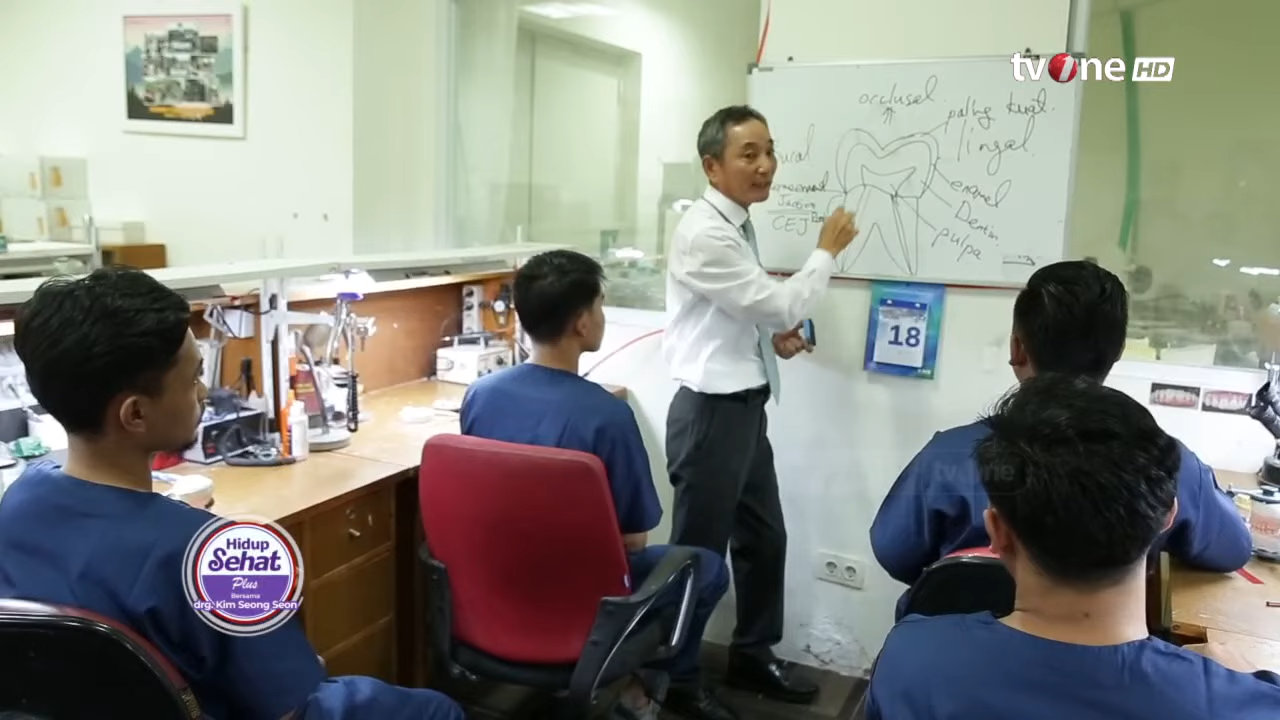 tvOne HD
occlusel
paling kuat.
lingal
enamel
Dentin
pulpa
CEJ
18
tvOne
Hidup
Sehat
Plus
Bersama
drg. Kim Seong Seon